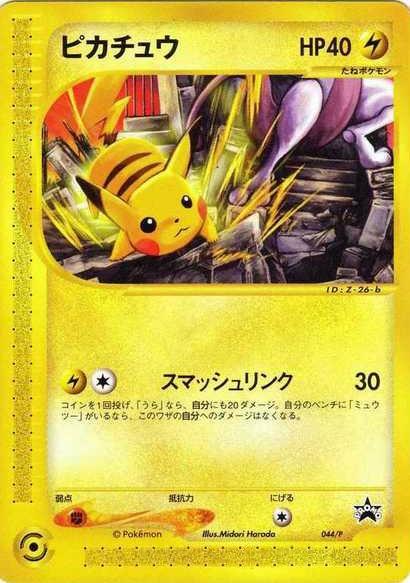 ピカチュウ HP40
たねポケモン
ID:Z-26-b
スマッシュリンク 30
コインを1回投げ、「うら」なら、自分にも20ダメージ。自分のベンチに「ミュウ
ツー」がいるなら、このワザの自分へのダメージはなくなる。
弱点 抵抗力 にげる
©Pokémon Illus.Midori Harada 044/P